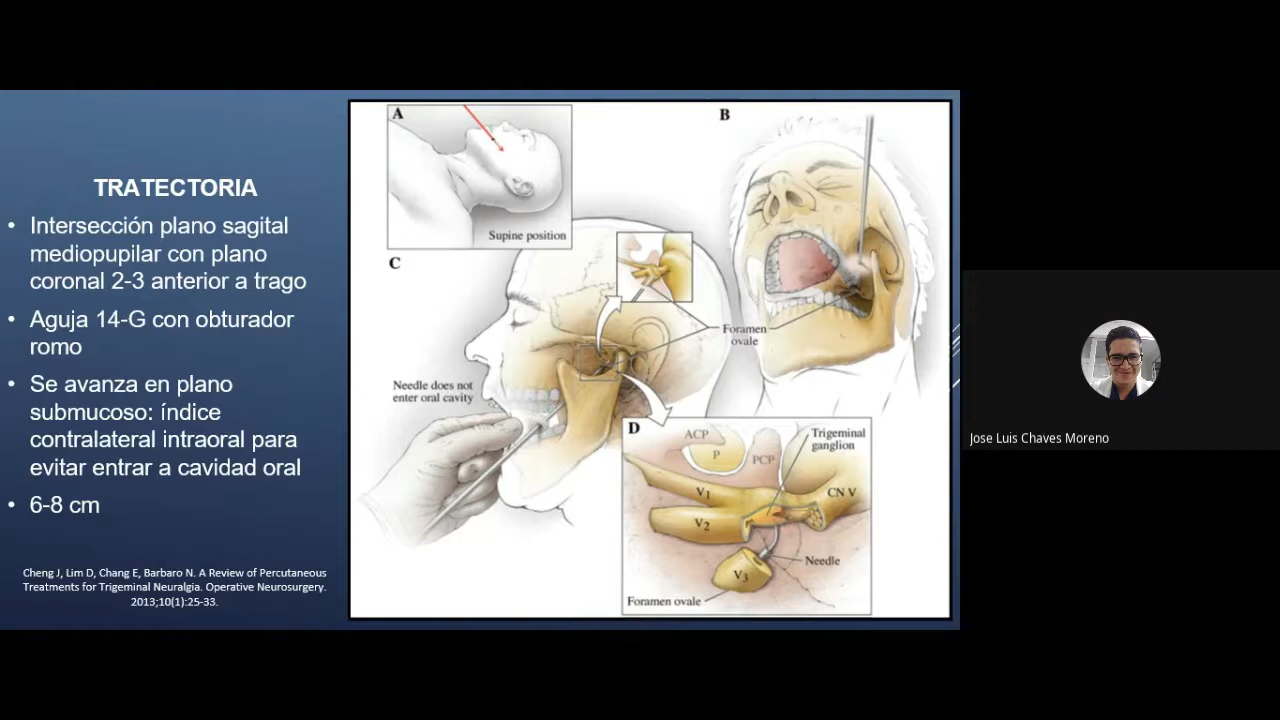 TRATECTORIA
• Intersección plano sagital
mediopupilar con plano
coronal 2-3 anterior a trago
• Aguja 14-G con obturador
romo
• Se avanza en plano
submucoso: índice
contralateral intraoral para
evitar entrar a cavidad oral
• 6-8 cm
Cheng J, Lim D, Chang E, Barbaro N. A Review of Percutaneous
Treatments for Trigeminal Neuralgia. Operative Neurosurgery.
2013;10(1):25-33.
A
Supine position
B
C
Foramen
ovale
Needle does not
enter oral cavity
D
ACP
P
PCP
Trigeminal
ganglion
V1
CN V
V2
Needle
V3
Foramen ovale
Jose Luis Chaves Moreno